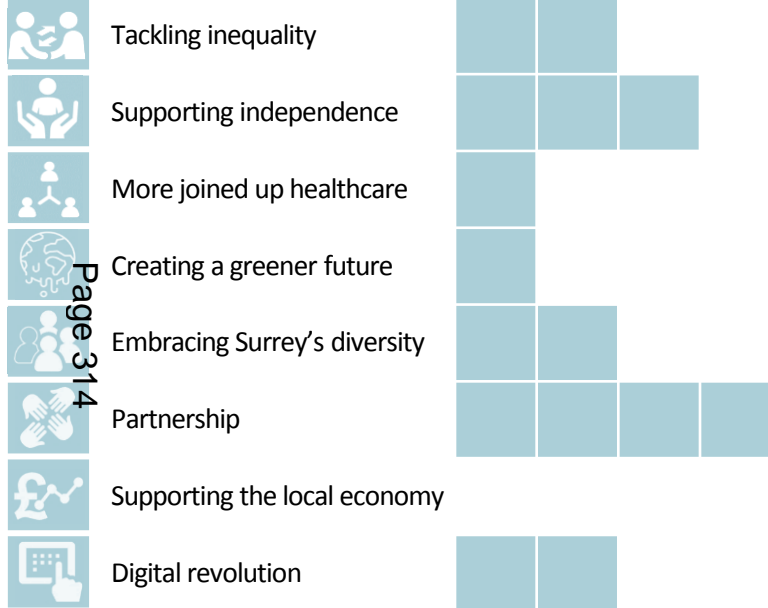 Tackling inequality
Supporting independence
More joined up healthcare
Creating a greener future
Page 314
Embracing Surrey’s diversity
Partnership
£
Supporting the local economy
Digital revolution